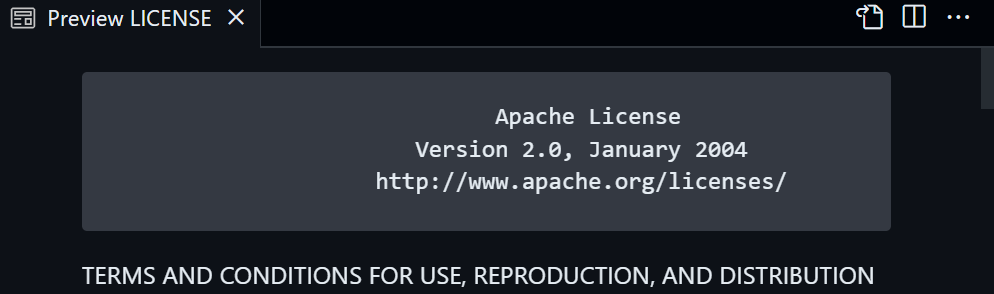 Preview LICENSE
Apache License
Version 2.0, January 2004
http://www.apache.org/licenses/
TERMS AND CONDITIONS FOR USE, REPRODUCTION, AND DISTRIBUTION